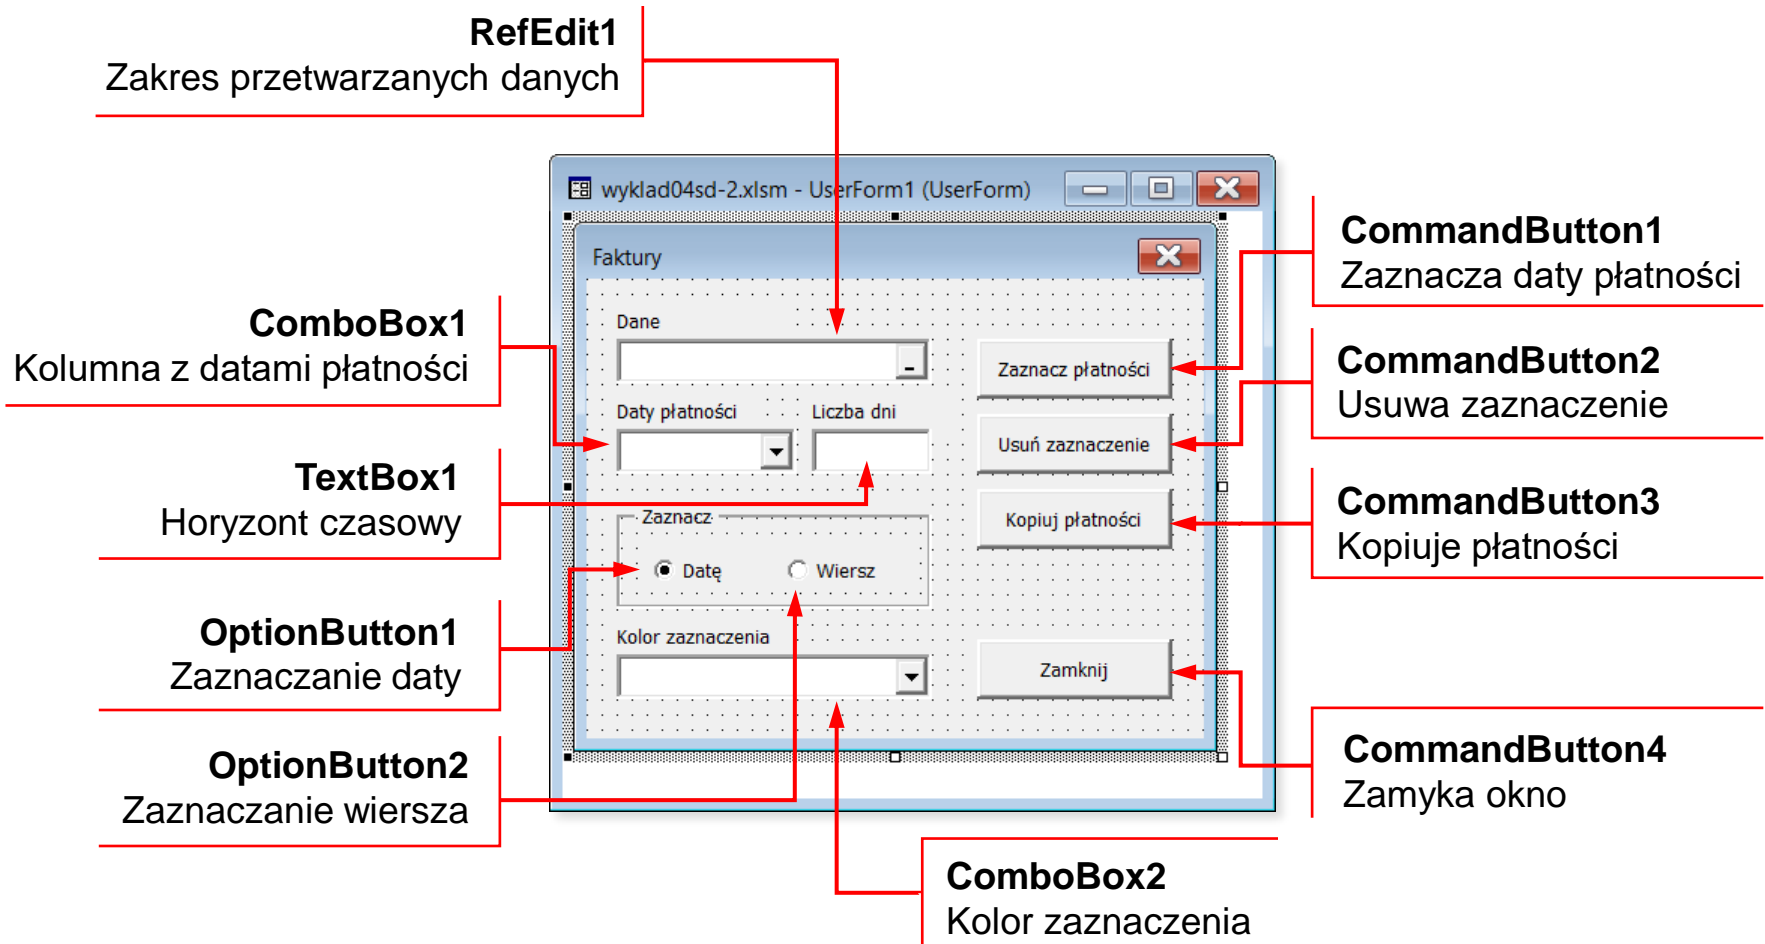 RefEdit1
Zakres przetwarzanych danych
wyklad04sd-2.xlsm - UserForm1 (UserForm)
CommandButton1
Zaznacza daty płatności
Faktury
ComboBox1
Kolumna z datami płatności
Dane
Zaznacz płatności
CommandButton2
Usuwa zaznaczenie
Daty płatności
Liczba dni
Usuń zaznaczenie
TextBox1
Horyzont czasowy
CommandButton3
Kopiuje płatności
Zaznacz
Kopiuj płatności
Datę
Wiersz
OptionButton1
Zaznaczanie daty
Kolor zaznaczenia
Zamknij
OptionButton2
Zaznaczanie wiersza
CommandButton4
Zamyka okno
ComboBox2
Kolor zaznaczenia